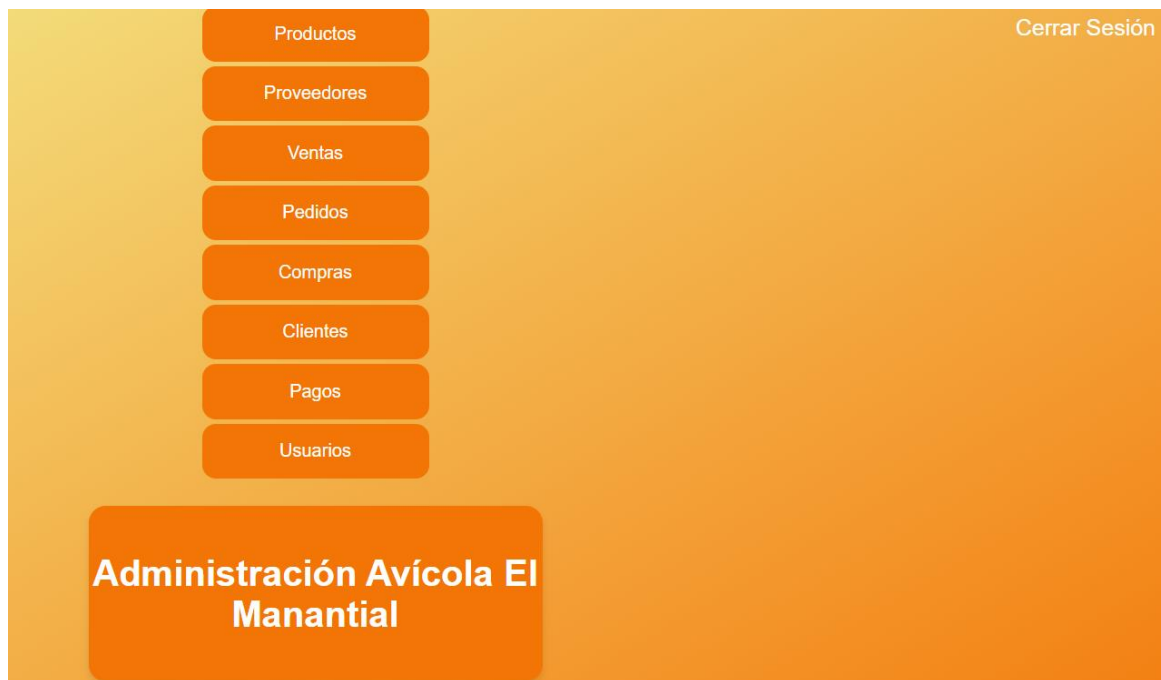 Productos
Cerrar Sesión
Proveedores
Ventas
Pedidos
Compras
Clientes
Pagos
Usuarios
Administración Avícola El
Manantial